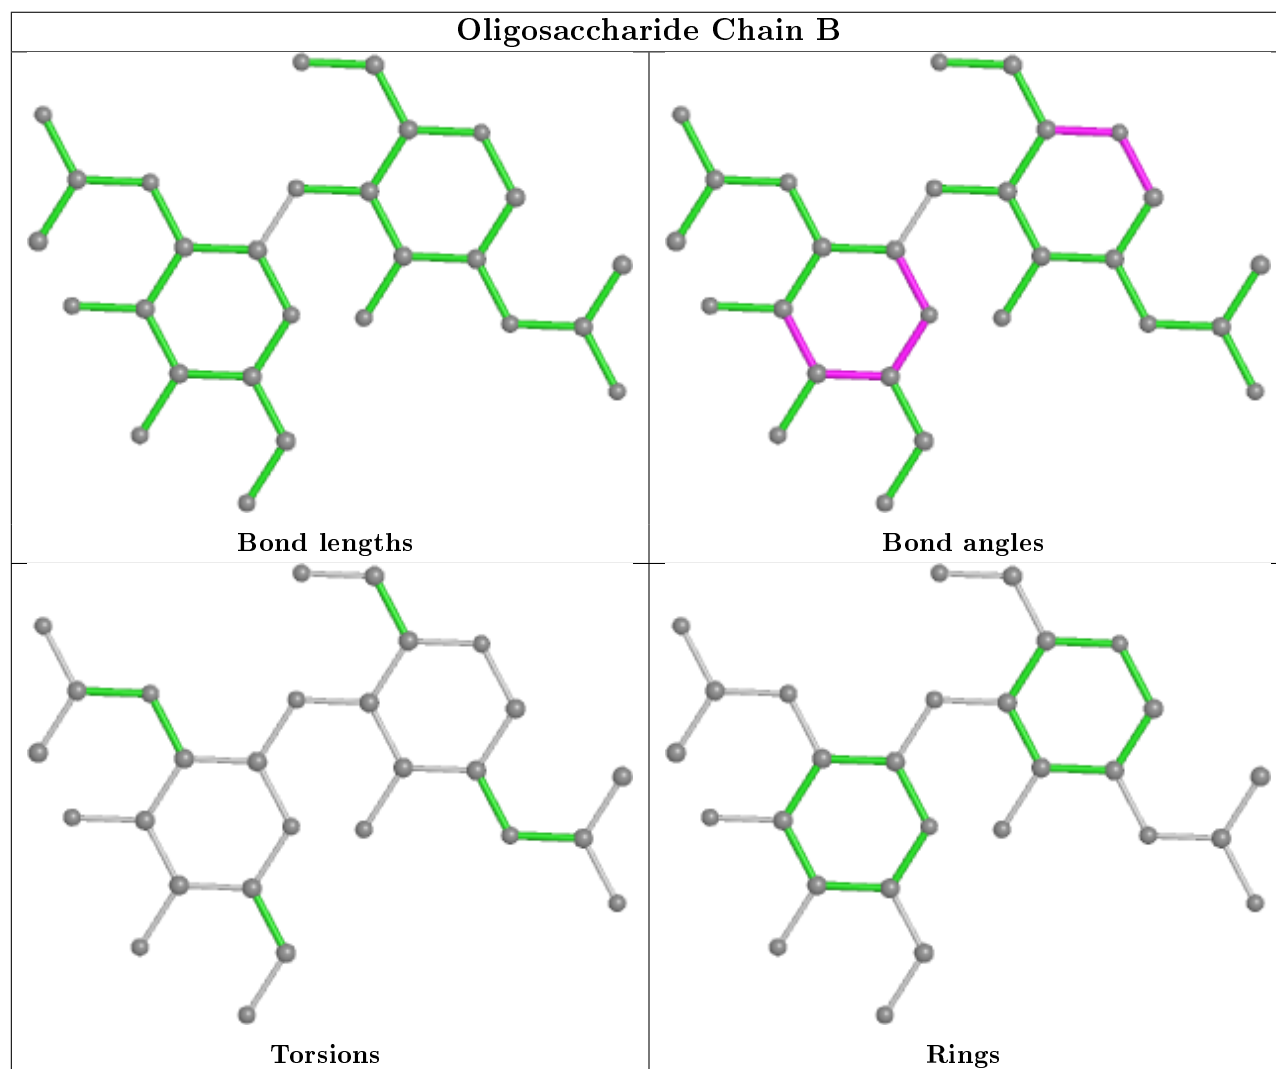 Oligosaccharide Chain B
Bond lengths
Bond angles
Torsions
Rings